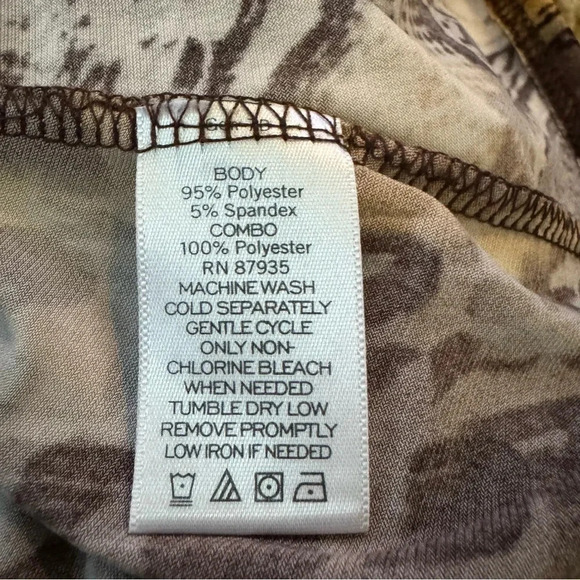 BODY
95% Polyester
5% Spandex
COMBO
100% Polyester
RN 87935
MACHINE WASH
COLD SEPARATELY
GENTLE CYCLE
ONLY NON-
CHLORINE BLEACH
WHEN NEEDED
TUMBLE DRY LOW
REMOVE PROMPTLY
LOW IRON IF NEEDED